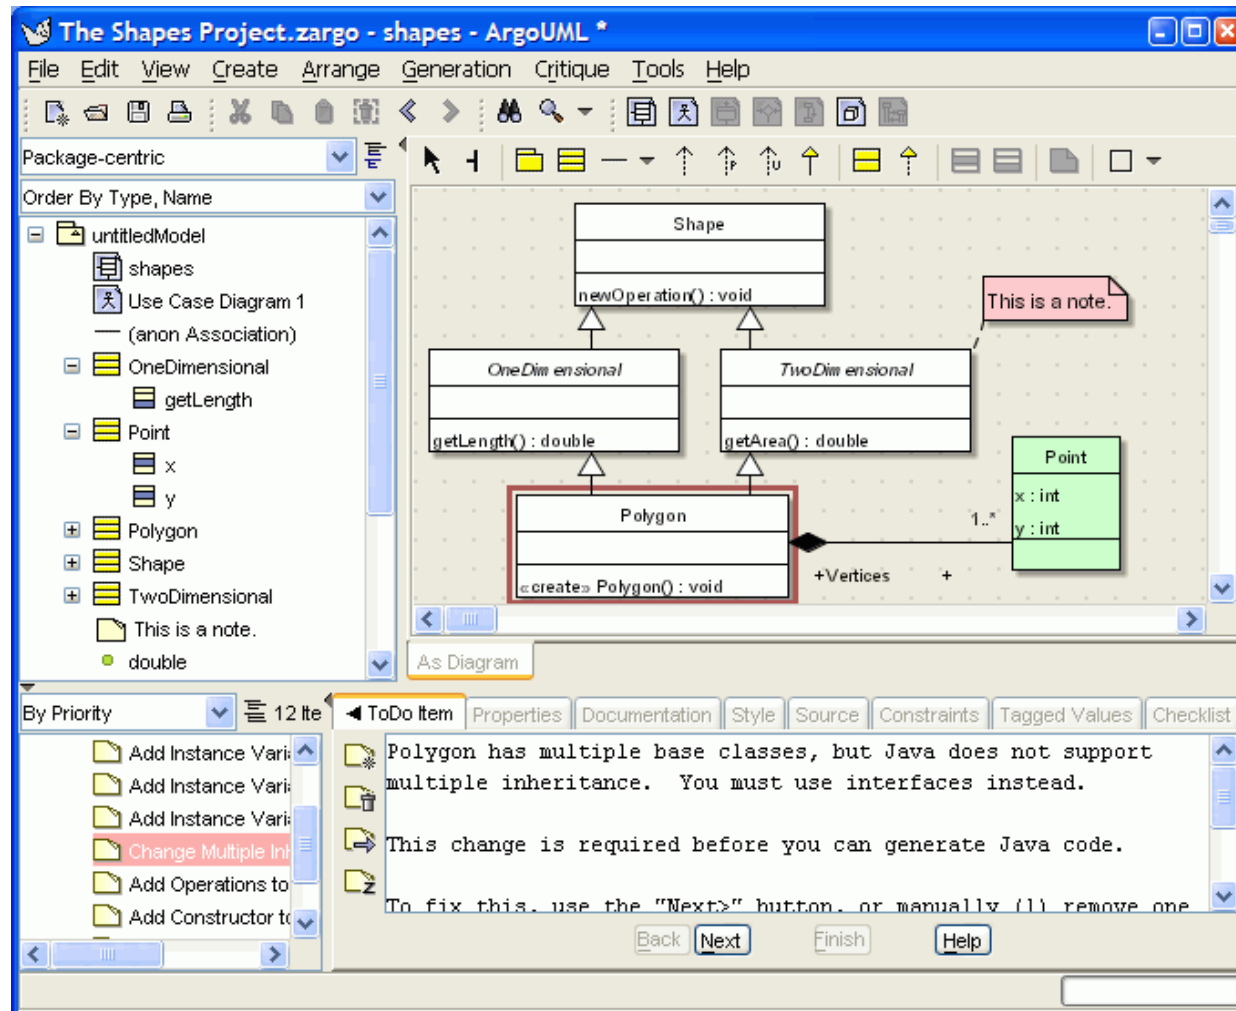 The Shapes Project.zargo - shapes - ArgoUML *
File Edit View Create Arrange Generation Critique Tools Help
Package-centric
Order By Type, Name
untitledModel
shapes
Use Case Diagram 1
(anon Association)
OneDimensional
getLength
Point
x
y
Polygon
Shape
TwoDimensional
This is a note.
double
Shape
newOperation() : void
This is a note.
OneDimensional
TwoDimensional
getLength() : double
getArea() : double
Point
x : int
y : int
Polygon
1..*
«create» Polygon() : void
+Vertices +
As Diagram
By Priority
12 Ite
ToDo Item Properties Documentation Style Source Constraints Tagged Values Checklist
Add Instance Vari
Add Instance Vari
Add Instance Vari
Change Multiple Inh
Add Operations to
Add Constructor to
Polygon has multiple base classes, but Java does not support
multiple inheritance.  You must use interfaces instead.
This change is required before you can generate Java code.
To fix this, use the "Next>" button, or manually (1) remove one
Back Next Finish Help